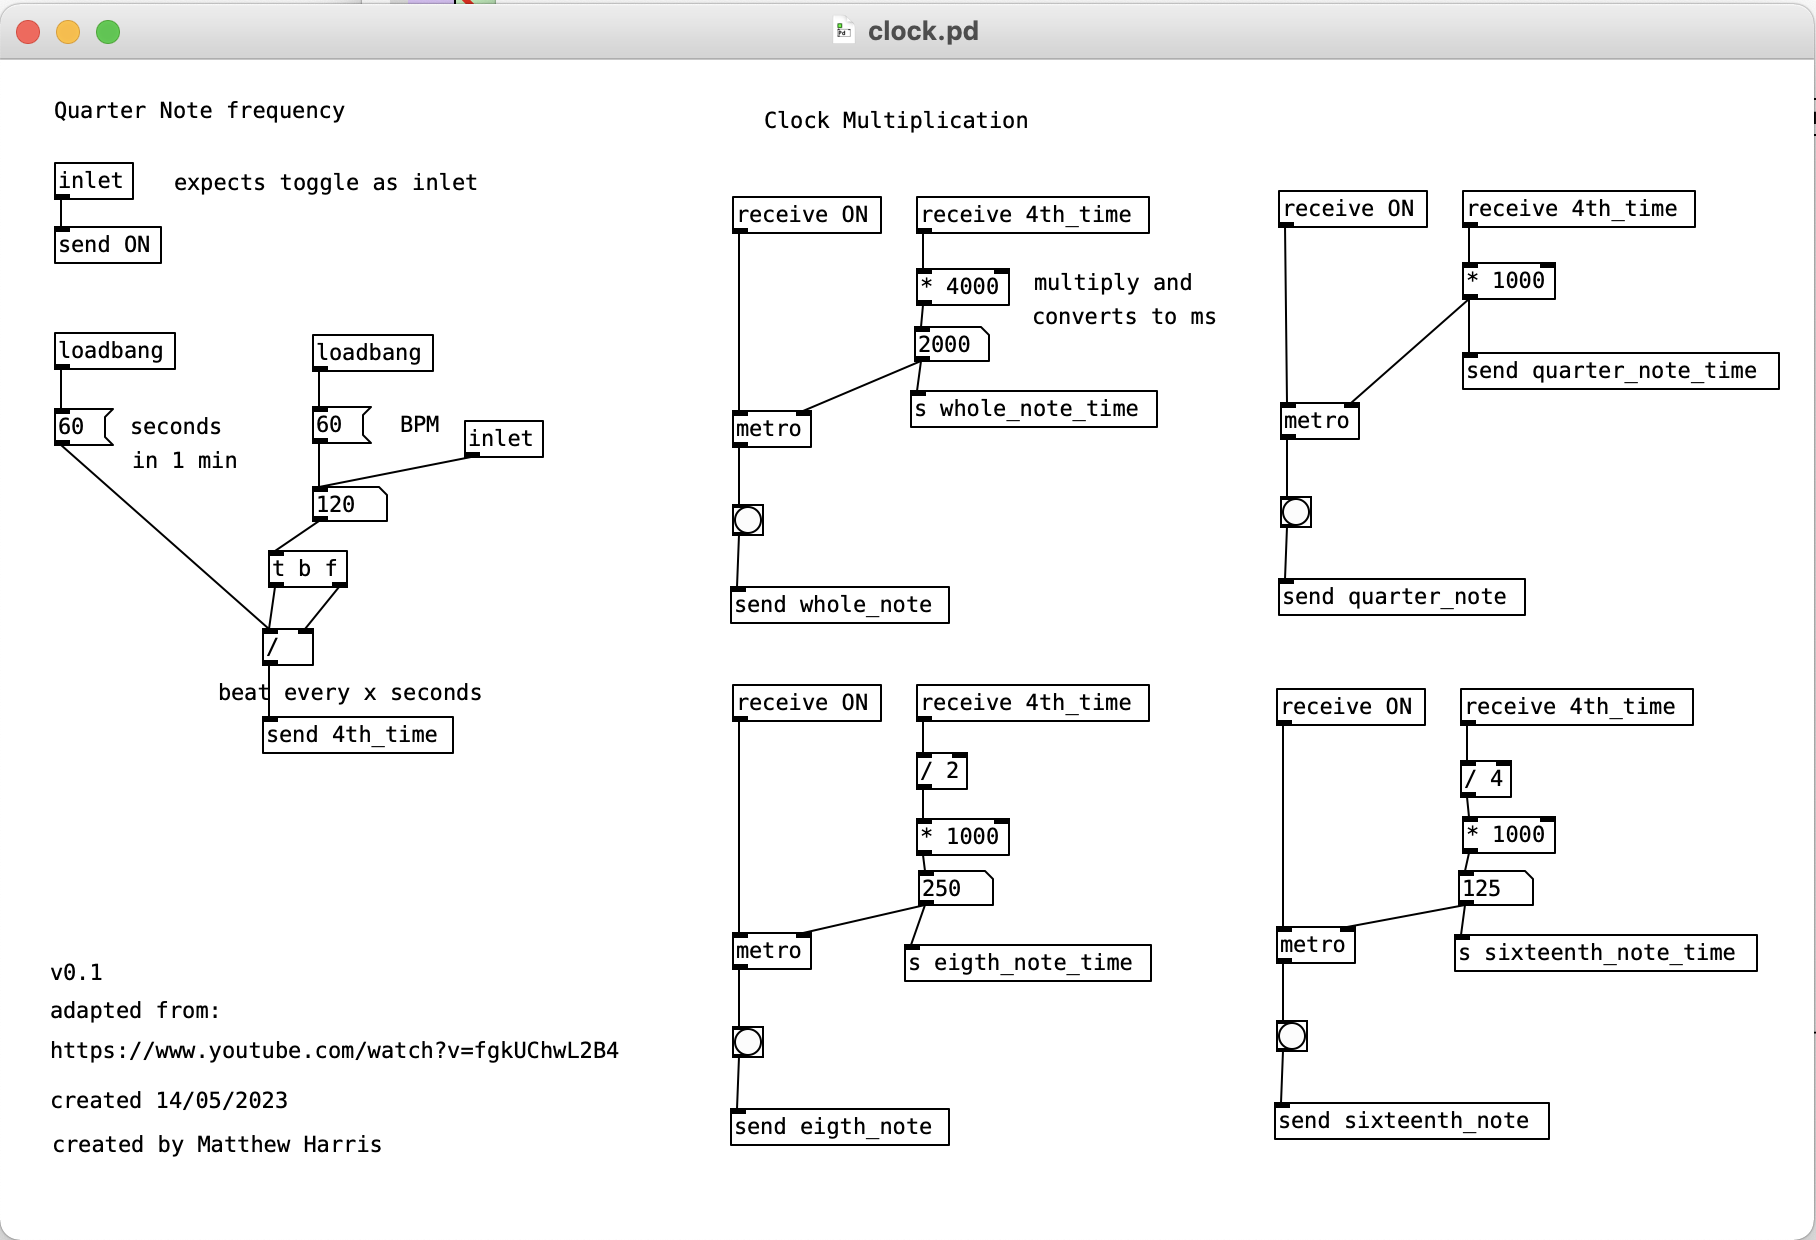 clock.pd
Quarter Note frequency
inlet
expects toggle as inlet
send ON
loadbang
60
seconds
in 1 min
loadbang
60
BPM
inlet
120
t b f
/
beat every x seconds
send 4th_time
v0.1
adapted from:
https://www.youtube.com/watch?v=fgkUChwL2B4
created 14/05/2023
created by Matthew Harris
Clock Multiplication
receive ON
receive 4th_time
* 4000
multiply and
converts to ms
2000
s whole_note_time
metro
send whole_note
receive ON
receive 4th_time
* 1000
send quarter_note_time
metro
send quarter_note
receive ON
receive 4th_time
/ 2
* 1000
250
metro
s eigth_note_time
send eigth_note
receive ON
receive 4th_time
/ 4
* 1000
125
metro
s sixteenth_note_time
send sixteenth_note